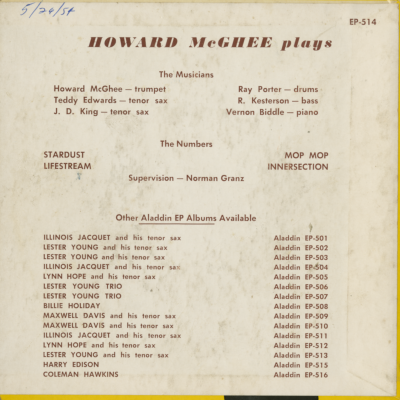 5/24/54
EP-514
HOWARD McGHEE plays
The Musicians
Howard McGhee — trumpet
Teddy Edwards — tenor sax
J. D. King — tenor sax
Ray Porter — drums
R. Kesterson — bass
Vernon Biddle — piano
The Numbers
STARDUST
LIFESTREAM
MOP MOP
INNERSECTION
Supervision — Norman Granz
Other Aladdin EP Albums Available
ILLINOIS JACQUET and his tenor sax Aladdin EP-501
LESTER YOUNG and his tenor sax Aladdin EP-502
LESTER YOUNG and his tenor sax Aladdin EP-503
ILLINOIS JACQUET and his tenor sax Aladdin EP-504
LYNN HOPE and his tenor sax Aladdin EP-505
LESTER YOUNG TRIO Aladdin EP-506
LESTER YOUNG TRIO Aladdin EP-507
BILLIE HOLIDAY Aladdin EP-508
MAXWELL DAVIS and his tenor sax Aladdin EP-509
MAXWELL DAVIS and his tenor sax Aladdin EP-510
ILLINOIS JACQUET and his tenor sax Aladdin EP-511
LYNN HOPE and his tenor sax Aladdin EP-512
LESTER YOUNG and his tenor sax Aladdin EP-513
HARRY EDISON Aladdin EP-515
COLEMAN HAWKINS Aladdin EP-516